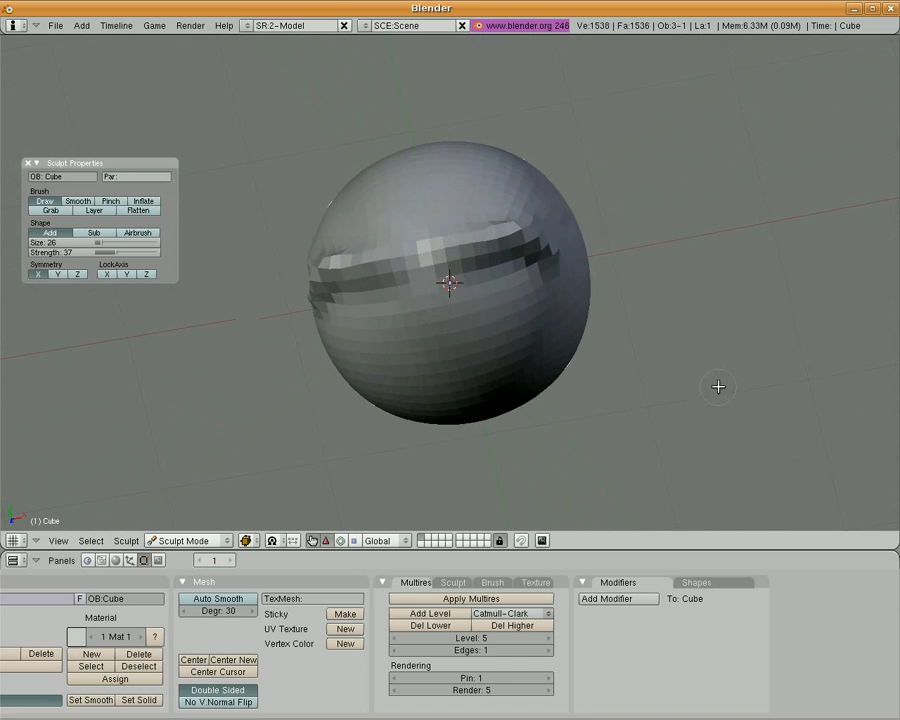 Blender
File Add Timeline Game Render Help SR:2-Model SCE:Scene www.blender.org 246 Ve:1538 | Fa:1536 | Ob:3-1 | La:1 | Mem:6.33M (0.09M) | Time: | Cube
Sculpt Properties
OB: Cube Par:
Brush
Draw Smooth Pinch Inflate
Grab Layer Flatten
Shape
Add Sub Airbrush
Size: 26
Strength: 37
Symmetry LockAxis
X Y Z X Y Z
(1) Cube
View Select Sculpt Sculpt Mode Global
Panels 1
F OB:Cube
Material
1 Mat 1 ?
Delete New Delete
Select Deselect
Assign
Set Smooth Set Solid
Mesh
Auto Smooth TexMesh:
Degr: 30 Sticky Make
UV Texture New
Vertex Color New
Center Center New
Center Cursor
Double Sided
No V.Normal Flip
Multires Sculpt Brush Texture
Apply Multires
Add Level Catmull-Clark
Del Lower Del Higher
Level: 5
Edges: 1
Rendering
Pin: 1
Render: 5
Modifiers Shapes
Add Modifier To: Cube